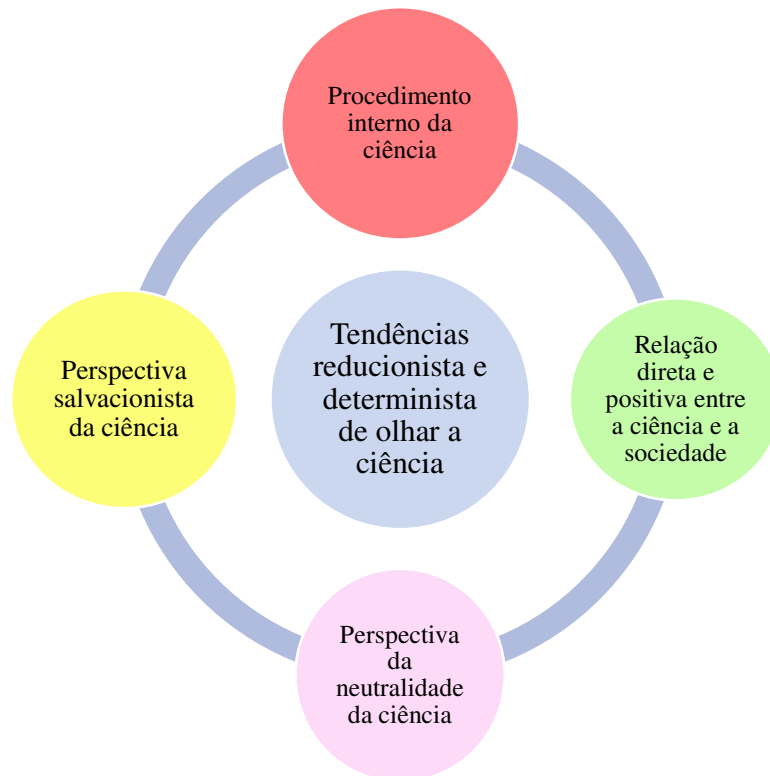 Procedimento
interno da
ciência
Perspectiva
salvacionista
da ciência
Tendências
reducionista e
determinista
de olhar a
ciência
Relação
direta e
positiva entre
a ciência e a
sociedade
Perspectiva
da
neutralidade
da ciência